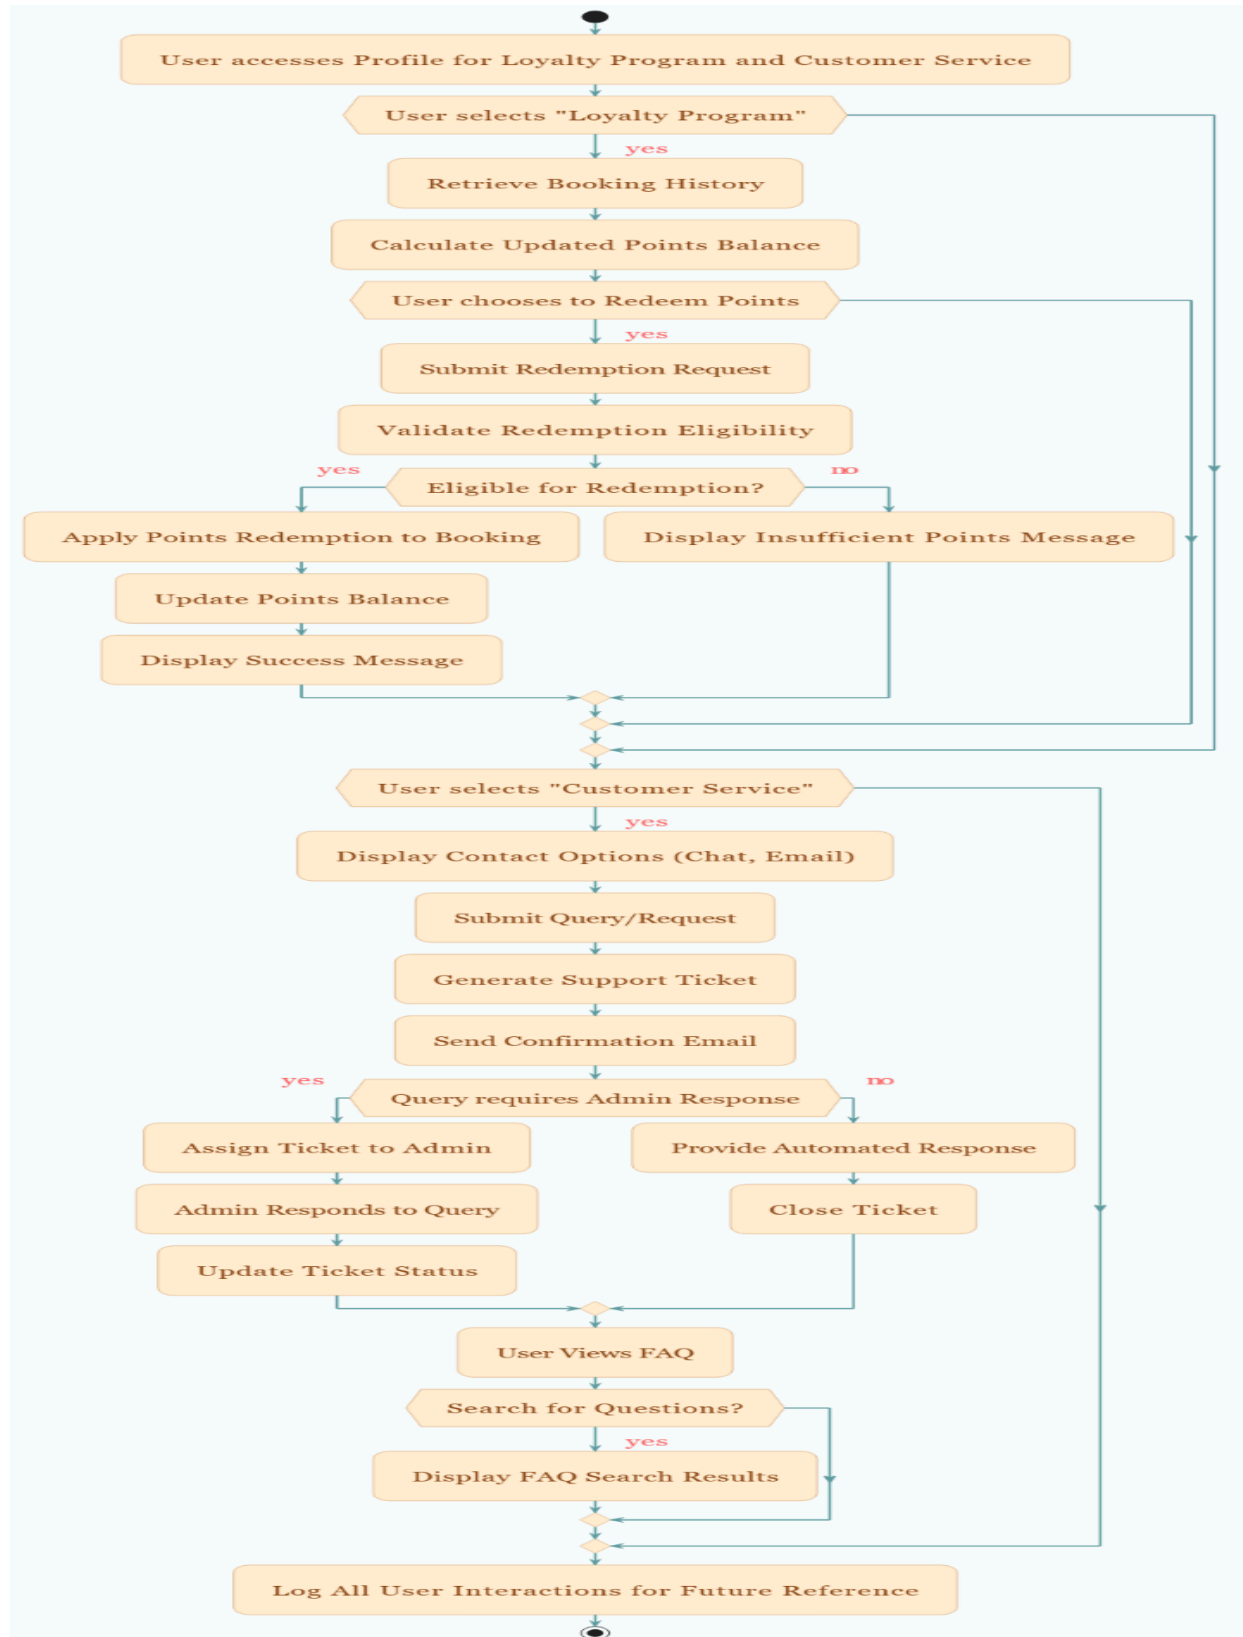 User accesses Profile for Loyalty Program and Customer Service
User selects "Loyalty Program"
yes
Retrieve Booking History
Calculate Updated Points Balance
User chooses to Redeem Points
yes
Submit Redemption Request
Validate Redemption Eligibility
yes
Eligible for Redemption?
no
Apply Points Redemption to Booking
Display Insufficient Points Message
Update Points Balance
Display Success Message
User selects "Customer Service"
yes
Display Contact Options (Chat, Email)
Submit Query/Request
Generate Support Ticket
Send Confirmation Email
yes
Query requires Admin Response
no
Assign Ticket to Admin
Provide Automated Response
Admin Responds to Query
Close Ticket
Update Ticket Status
User Views FAQ
Search for Questions?
yes
Display FAQ Search Results
Log All User Interactions for Future Reference